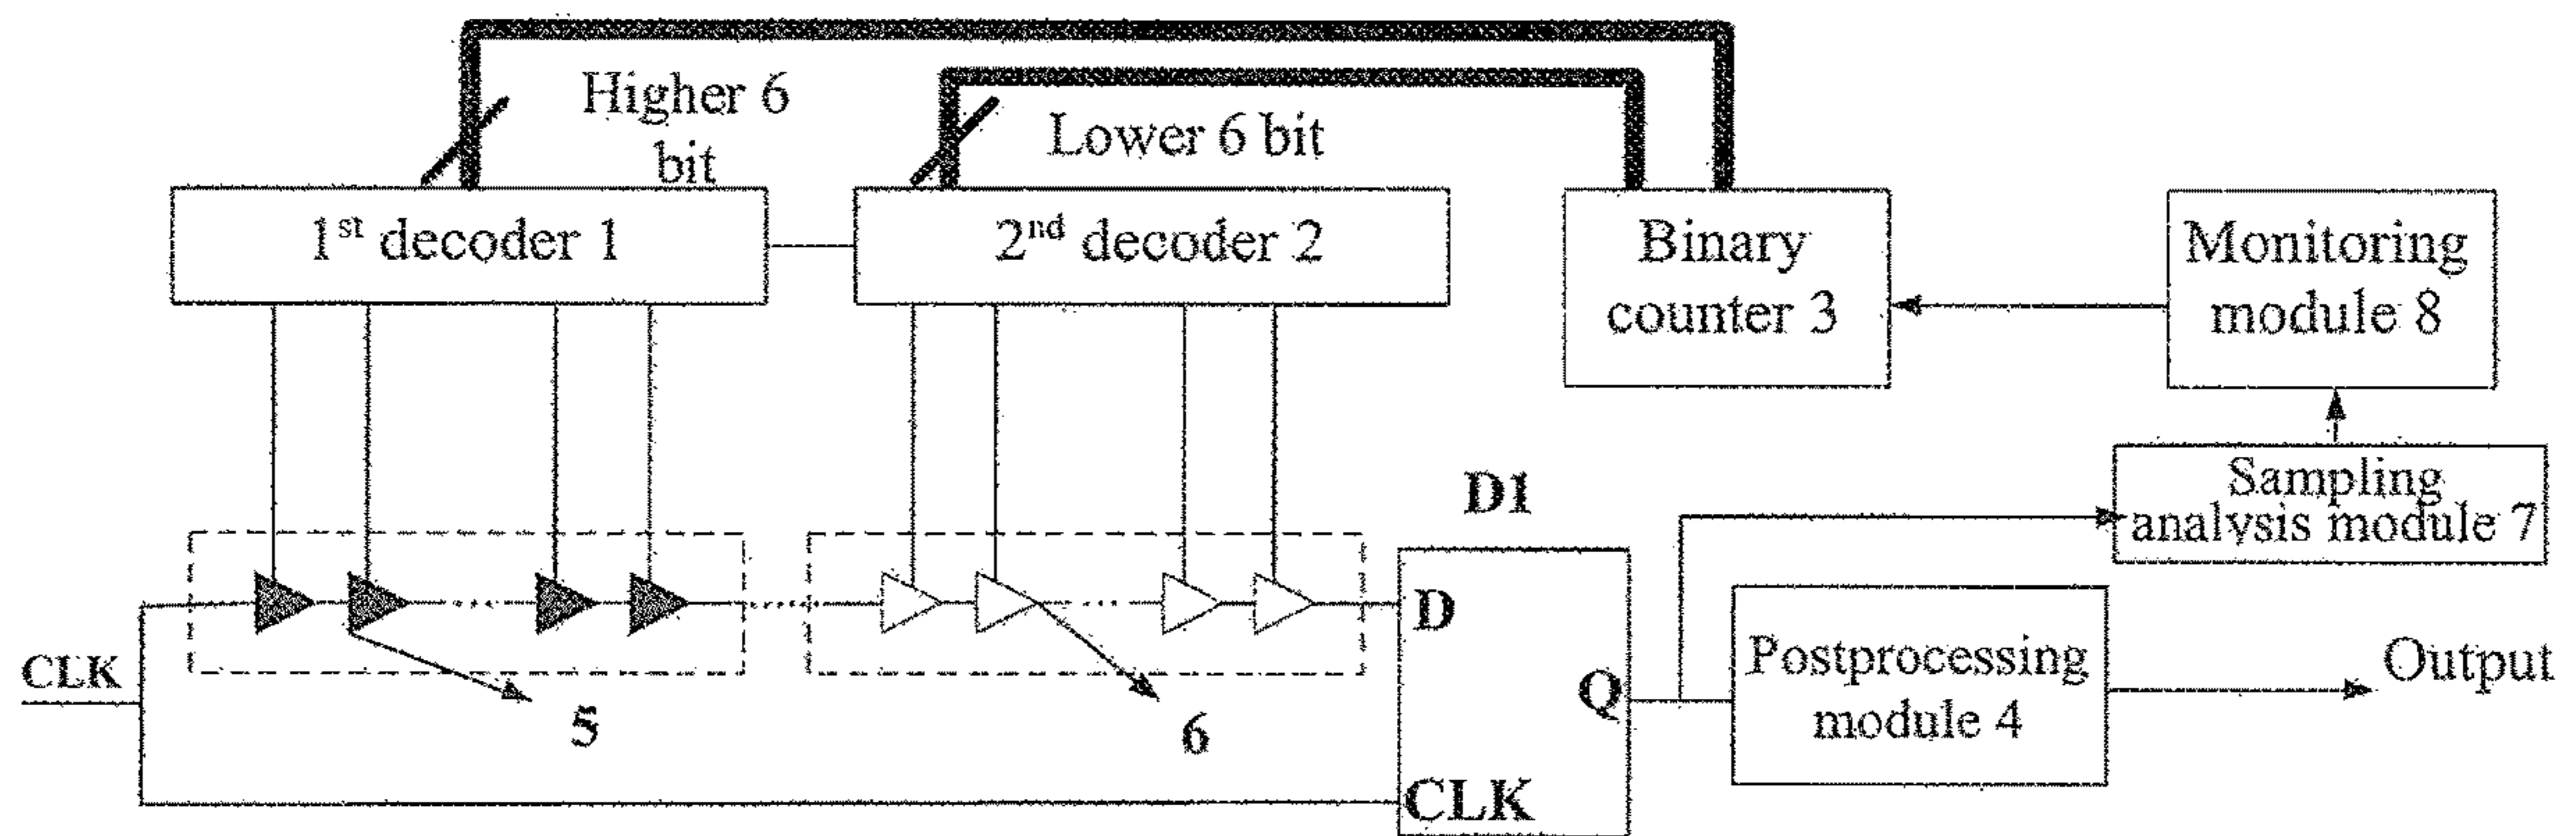 Higher 6
bit
Lower 6 bit
1st decoder 1
2nd decoder 2
Binary
counter 3
Monitoring
module 8
Sampling
analysis module 7
D1
D
Q
CLK
CLK
5
6
Postprocessing
module 4
Output